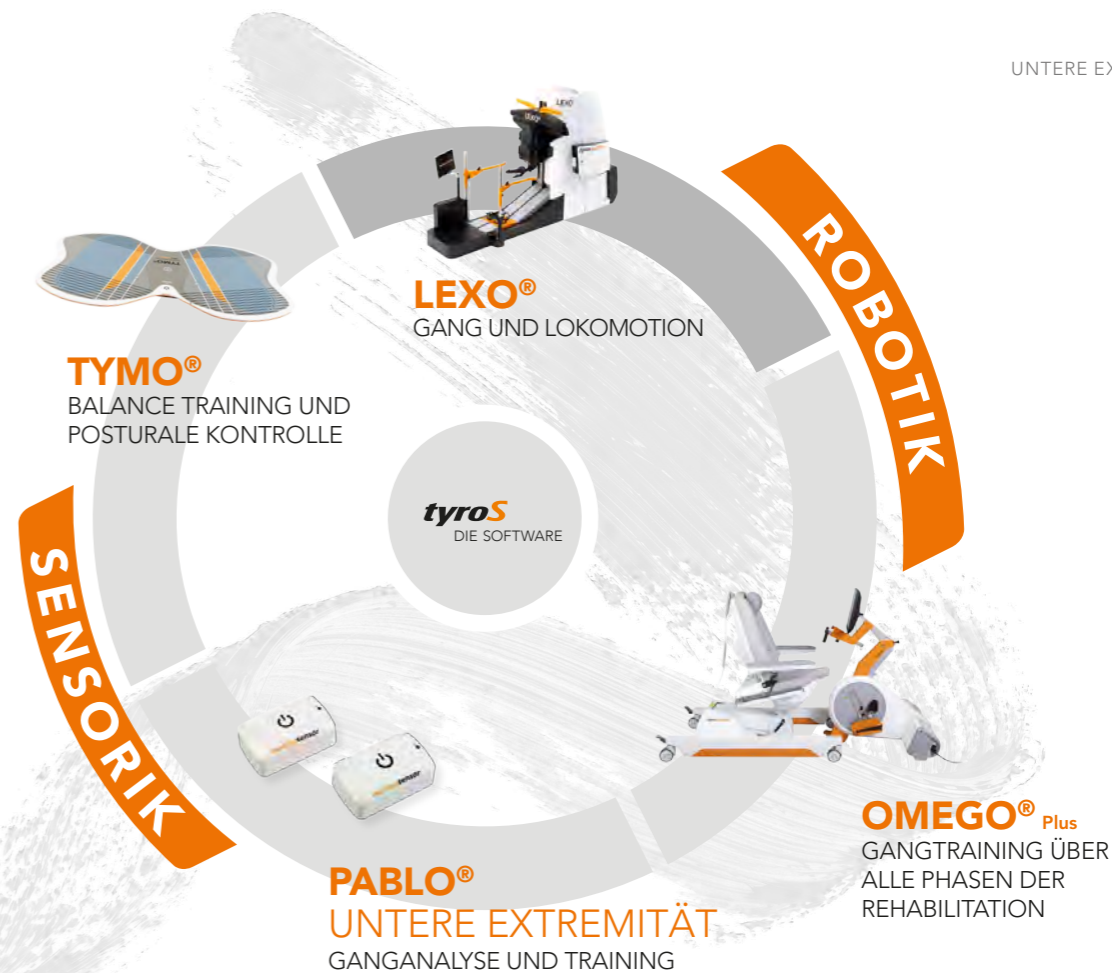 UNTERE EX
ROBOTIK
LEXO
LEXO®
GANG UND LOKOMOTION
TYMO®
BALANCE TRAINING UND
POSTURALE KONTROLLE
tyroS
DIE SOFTWARE
SENSORIK
OMEGO® Plus
GANGTRAINING ÜBER
ALLE PHASEN DER
REHABILITATION
PABLO®
UNTERE EXTREMITÄT
GANGANALYSE UND TRAINING